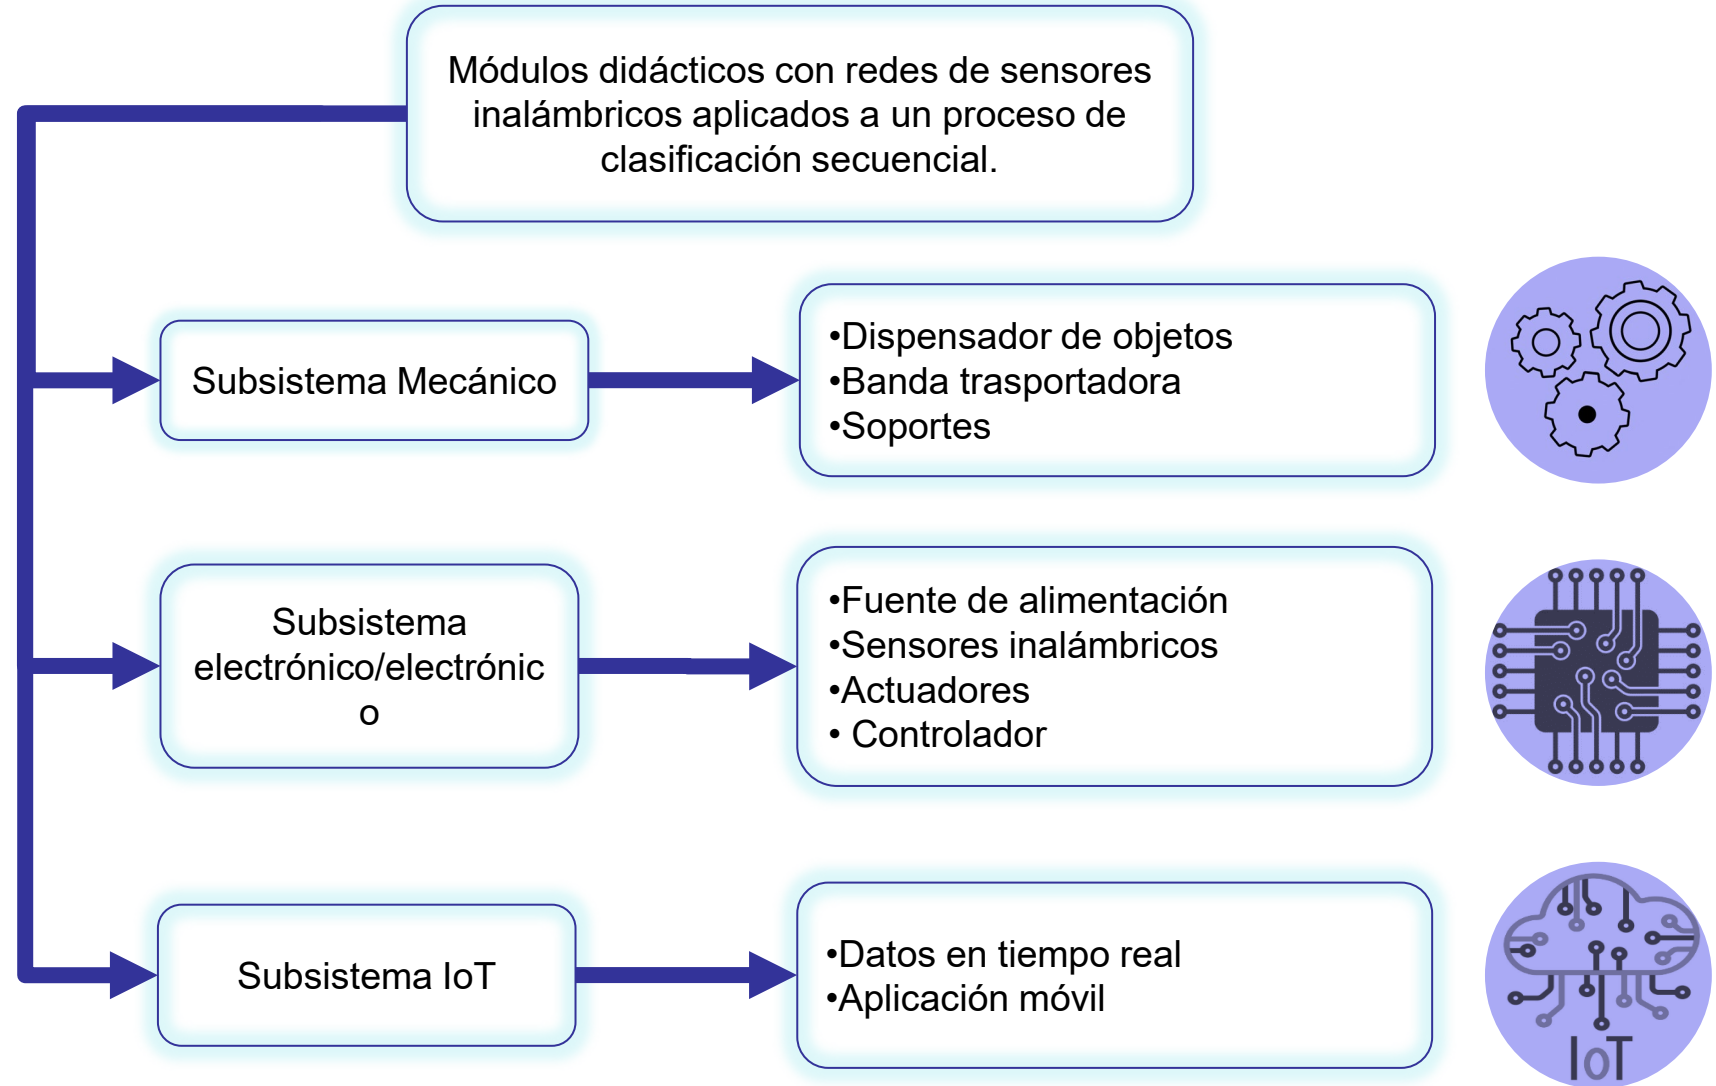 Módulos didácticos con redes de sensores
inalámbricos aplicados a un proceso de
clasificación secuencial.
Subsistema Mecánico
•Dispensador de objetos
•Banda trasportadora
•Soportes
Subsistema
electrónico/electrónic
o
•Fuente de alimentación
•Sensores inalámbricos
•Actuadores
• Controlador
Subsistema IoT
•Datos en tiempo real
•Aplicación móvil
IoT